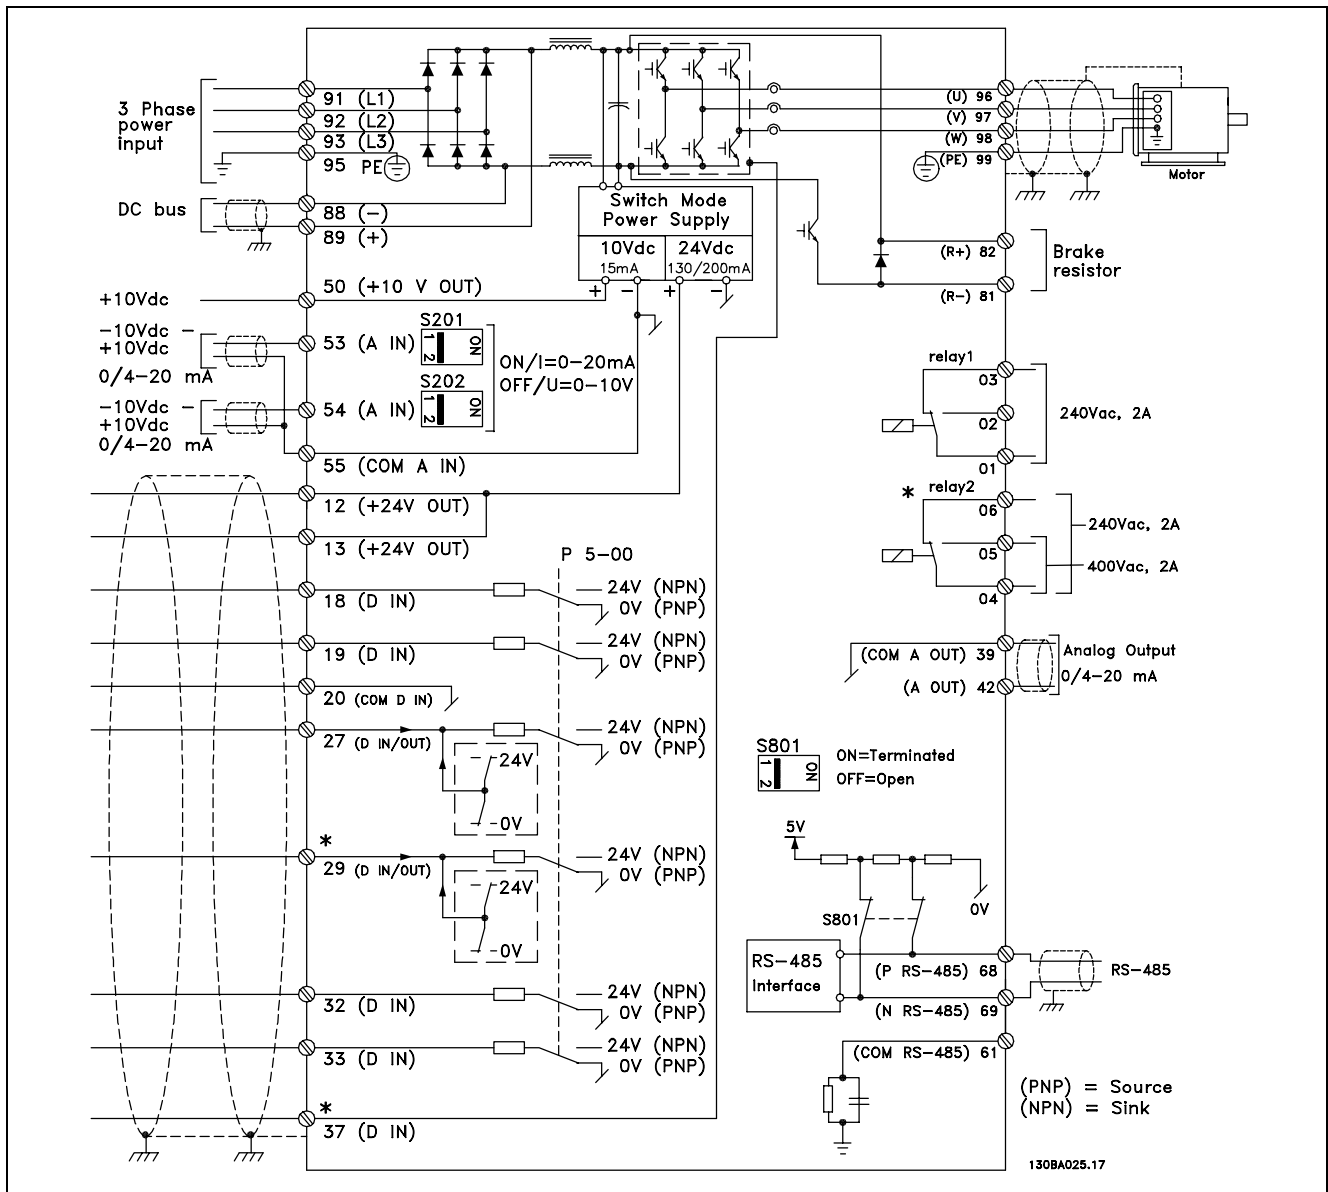 3 Phase
power
input
91 (L1)
92 (L2)
93 (L3)
95 PE
DC bus
88 (-)
89 (+)
Switch Mode
Power Supply
10Vdc
15mA
24Vdc
130/200mA
+ - + -
(U) 96
(V) 97
(W) 98
(PE) 99
Motor
(R+) 82
(R-) 81
Brake
resistor
+10Vdc
50 (+10 V OUT)
-10Vdc -
+10Vdc
0/4-20 mA
53 (A IN)
S201
1 2
ON
ON/I=0-20mA
OFF/U=0-10V
-10Vdc -
+10Vdc
0/4-20 mA
54 (A IN)
S202
1 2
ON
55 (COM A IN)
12 (+24V OUT)
13 (+24V OUT)
P 5-00
18 (D IN)
24V (NPN)
0V (PNP)
19 (D IN)
24V (NPN)
0V (PNP)
20 (COM D IN)
27 (D IN/OUT)
24V (NPN)
0V (PNP)
24V
0V
*
29 (D IN/OUT)
24V (NPN)
0V (PNP)
24V
0V
32 (D IN)
24V (NPN)
0V (PNP)
33 (D IN)
24V (NPN)
0V (PNP)
*
37 (D IN)
relay1
03
02
01
240Vac, 2A
*
relay2
06
05
04
240Vac, 2A
400Vac, 2A
(COM A OUT) 39
(A OUT) 42
Analog Output
0/4-20 mA
S801
1 2
ON
ON=Terminated
OFF=Open
5V
0V
S801
RS-485
Interface
(P RS-485) 68
(N RS-485) 69
RS-485
(COM RS-485) 61
(PNP) = Source
(NPN) = Sink
130BA025.17